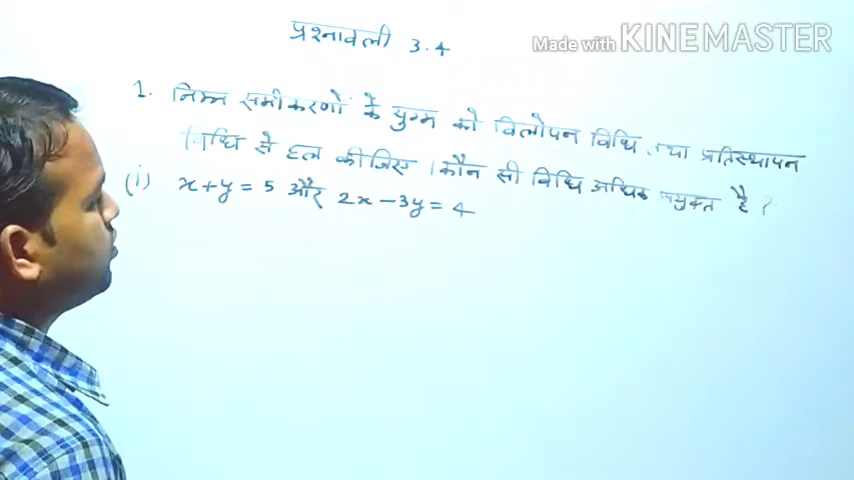 प्रश्नावली 3.4
Made with KINEMASTER
1. निम्न समीकरणों के युग्म को विलोपन विधि तथा प्रतिस्थापन
विधि से हल कीजिए । कौन सी विधि अधिक है ?
(i) x + y = 5 और 2x - 3y = 4